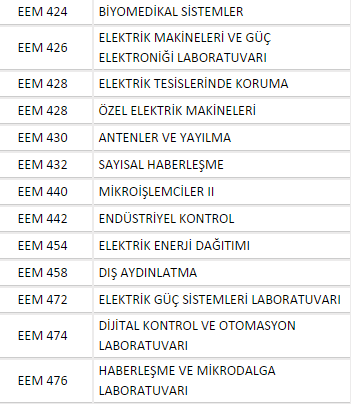 EEM 424 BİYOMEDİKAL SİSTEMLER
EEM 426 ELEKTRİK MAKİNELERİ VE GÜÇ
ELEKTRONİĞİ LABORATUVARI
EEM 428 ELEKTRİK TESİSLERİNDE KORUMA
EEM 428 ÖZEL ELEKTRİK MAKİNELERİ
EEM 430 ANTENLER VE YAYILMA
EEM 432 SAYISAL HABERLEŞME
EEM 440 MİKROİŞLEMCİLER II
EEM 442 ENDÜSTRİYEL KONTROL
EEM 454 ELEKTRİK ENERJİ DAĞITIMI
EEM 458 DIŞ AYDINLATMA
EEM 472 ELEKTRİK GÜÇ SİSTEMLERİ LABORATUVARI
EEM 474 DİJİTAL KONTROL VE OTOMASYON
LABORATUVARI
EEM 476 HABERLEŞME VE MİKRODALGA
LABORATUVARI